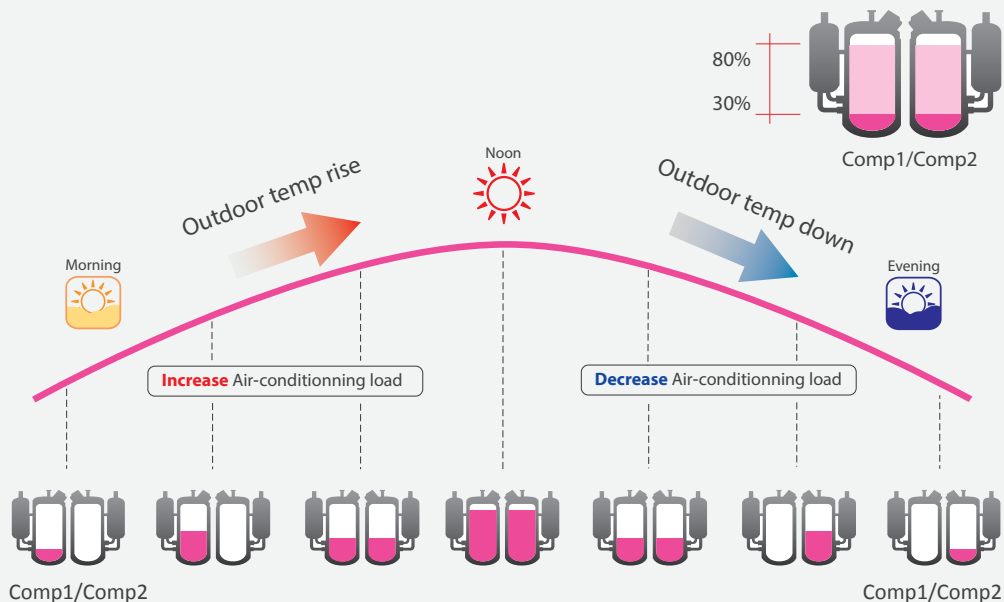 80%
30%
Comp1/Comp2
Noon
Outdoor temp rise
Outdoor temp down
Morning
Evening
Increase Air-conditionning load
Decrease Air-conditionning load
Comp1/Comp2
Comp1/Comp2